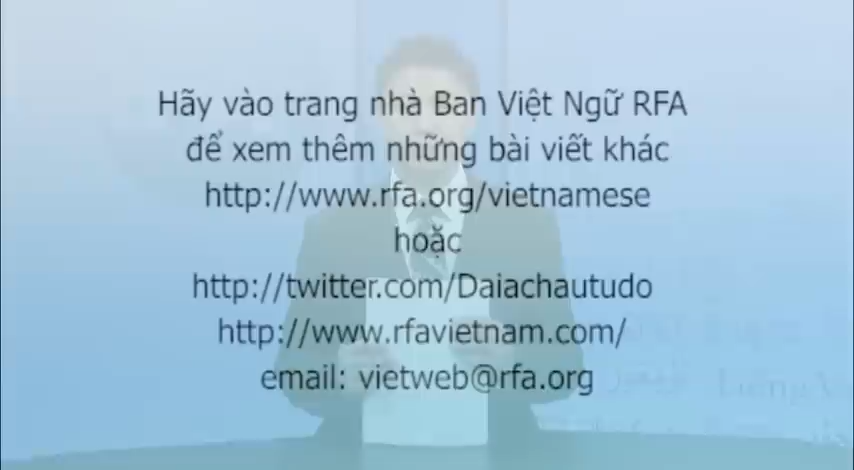 Hãy vào trang nhà Ban Việt Ngữ RFA
để xem thêm những bài viết khác
http://www.rfa.org/vietnamese
hoặc
http://twitter.com/Daiachautudo
http://www.rfavietnam.com/
email: vietweb@rfa.org